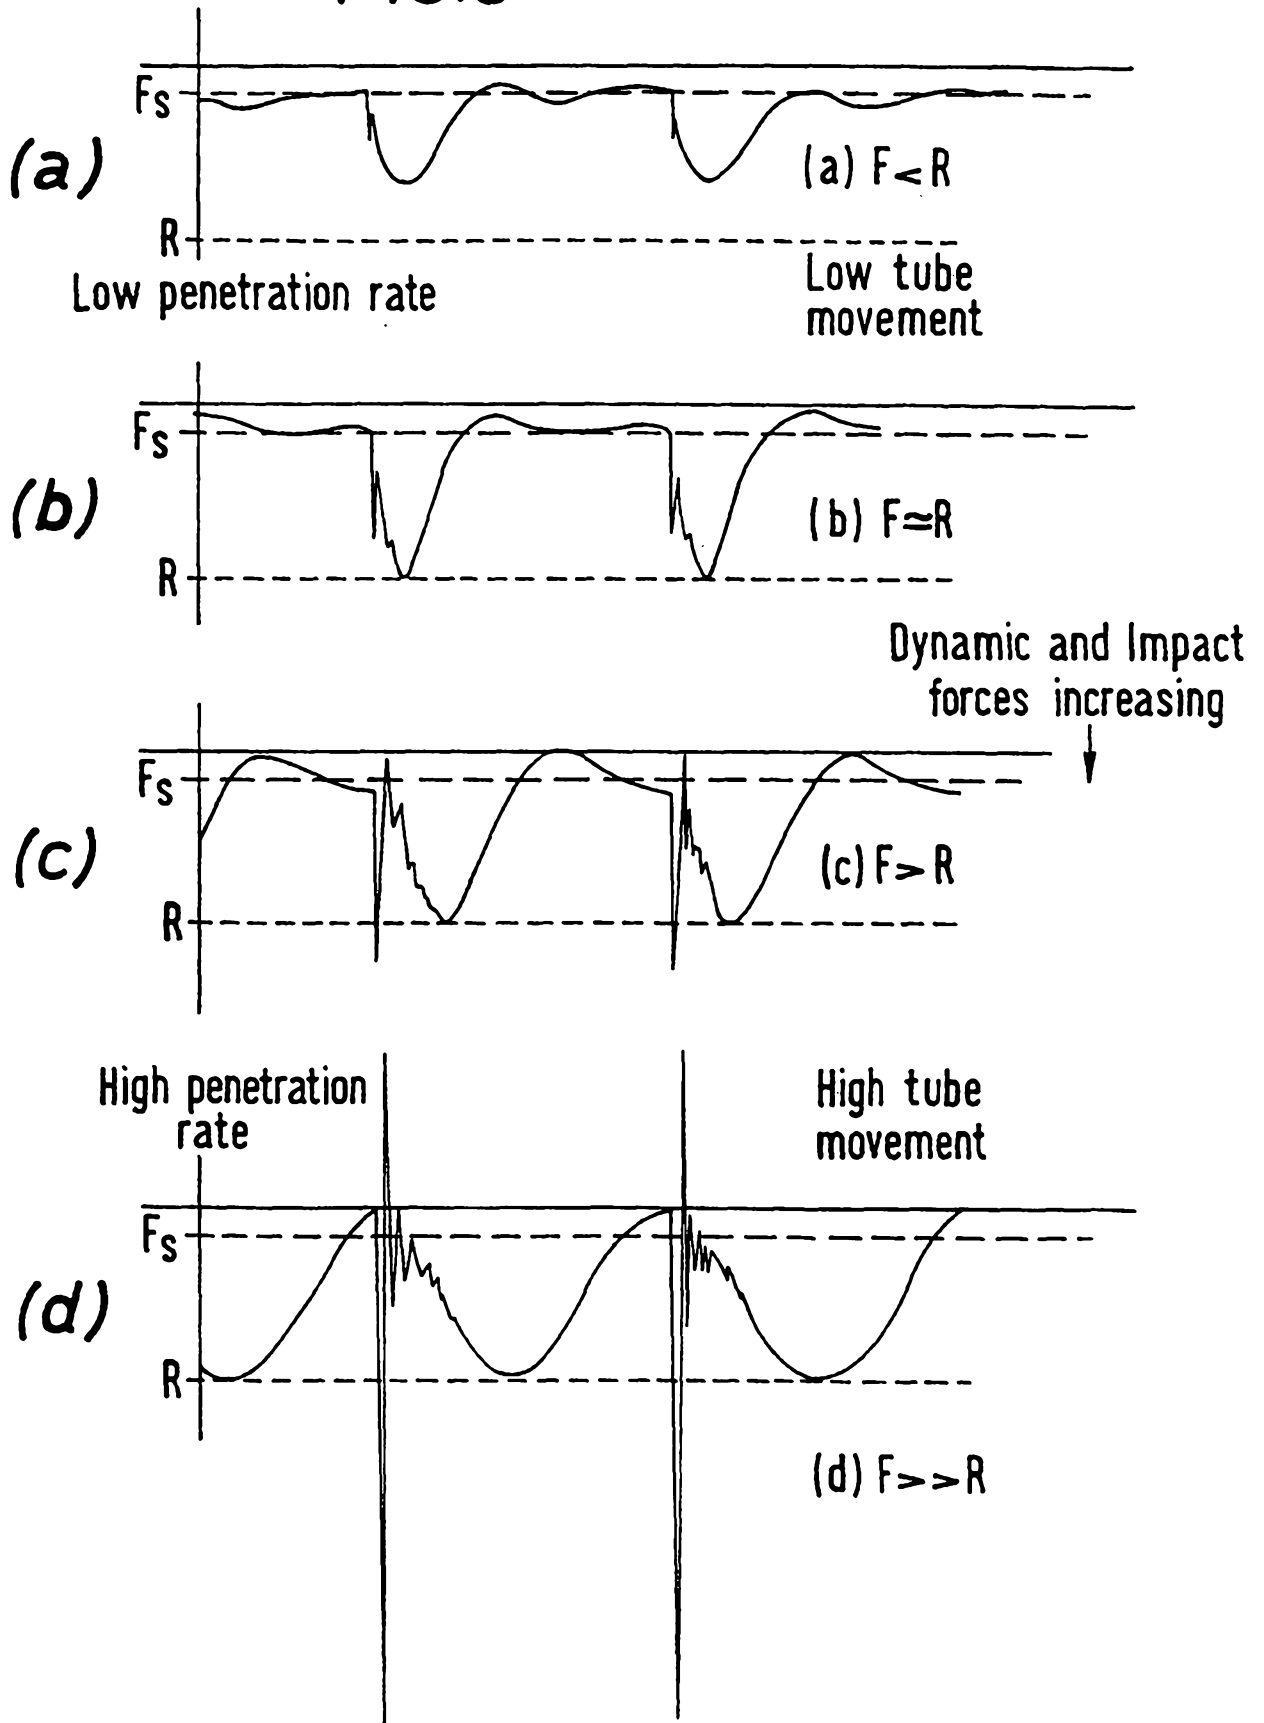 Fs
(a)
(a) F<R
R
Low penetration rate
Low tube
movement
Fs
(b)
(b) F≃R
R
Dynamic and Impact
forces increasing
Fs
(c)
(c) F>R
R
High penetration
rate
High tube
movement
Fs
(d)
R
(d) F>>R